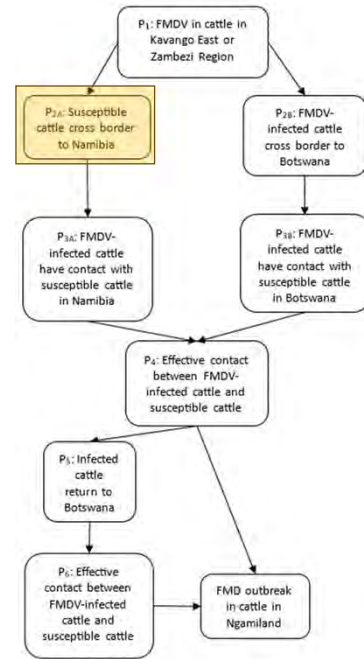 P₁: FMDV in cattle in
Kavango East or
Zambezi Region
P₂ₐ: Susceptible
cattle cross border
to Namibia
P₂B: FMDV-
infected cattle
cross border to
Botswana
P₃ₐ: FMDV-
infected cattle
have contact with
susceptible cattle
in Namibia
P₃B: FMDV-
infected cattle
have contact with
susceptible cattle
in Botswana
P₄: Effective contact
between FMDV-
infected cattle and
susceptible cattle
P₅: Infected
cattle
return to
Botswana
P₆: Effective
contact between
FMDV-infected
cattle and
susceptible cattle
FMD outbreak
in cattle in
Ngamiland